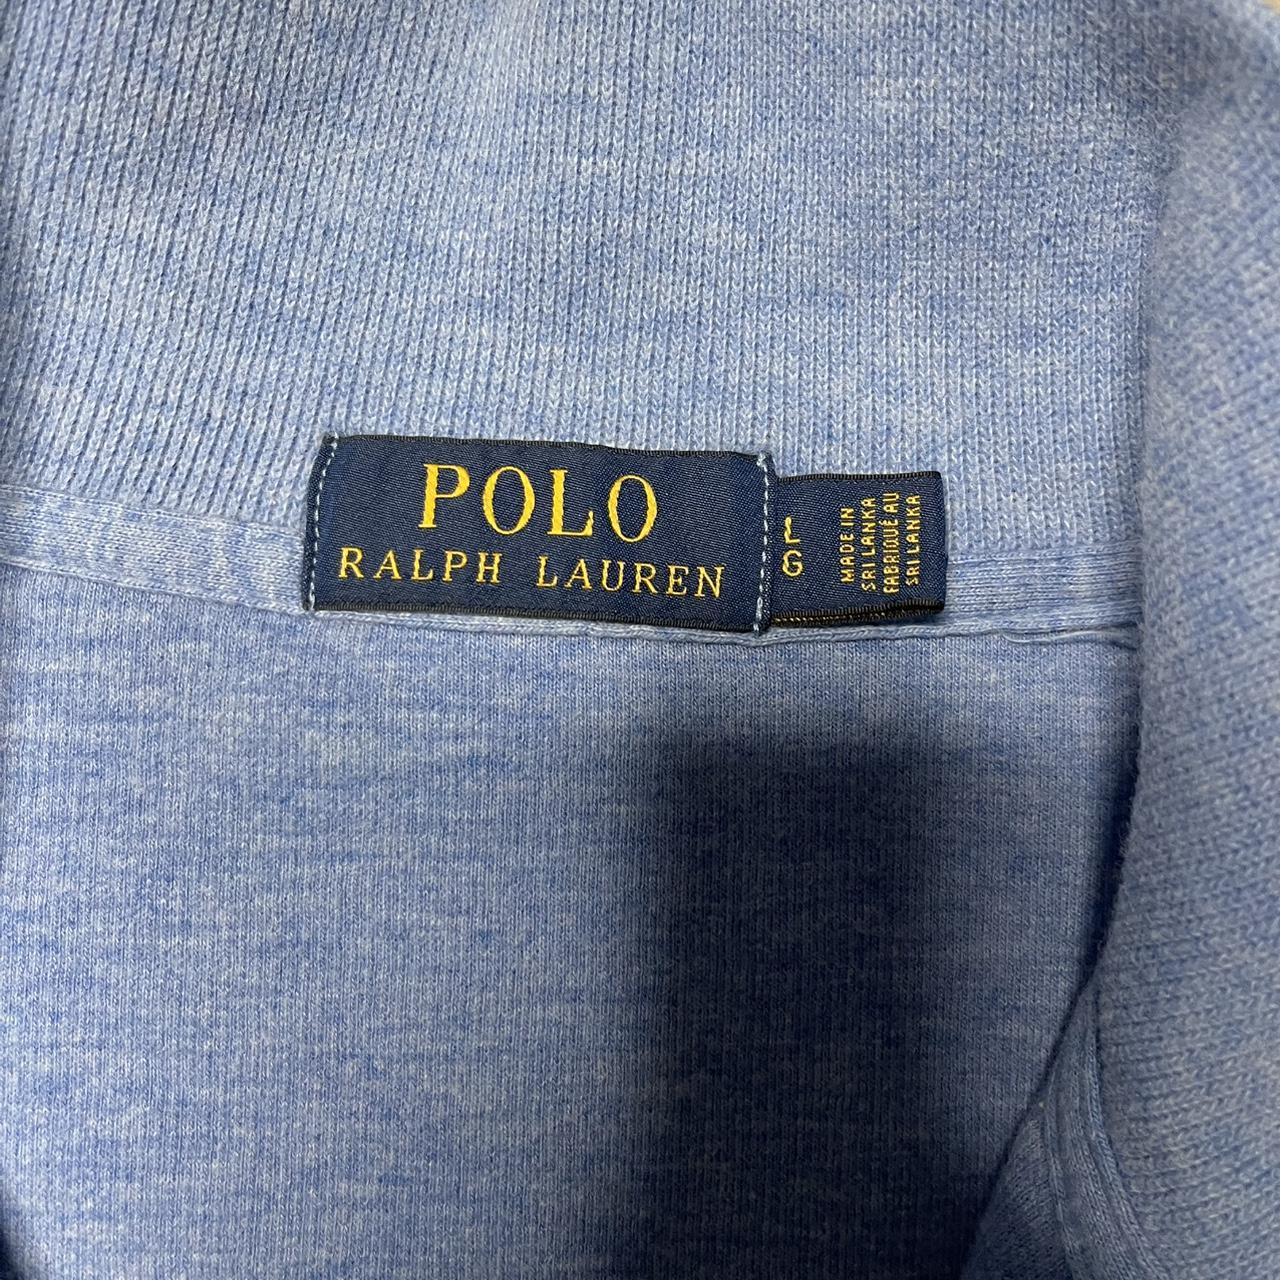 POLO
RALPH LAUREN
L
G
MADE IN
SRI LANKA
FABRIQUÉ AU
SRI LANKA